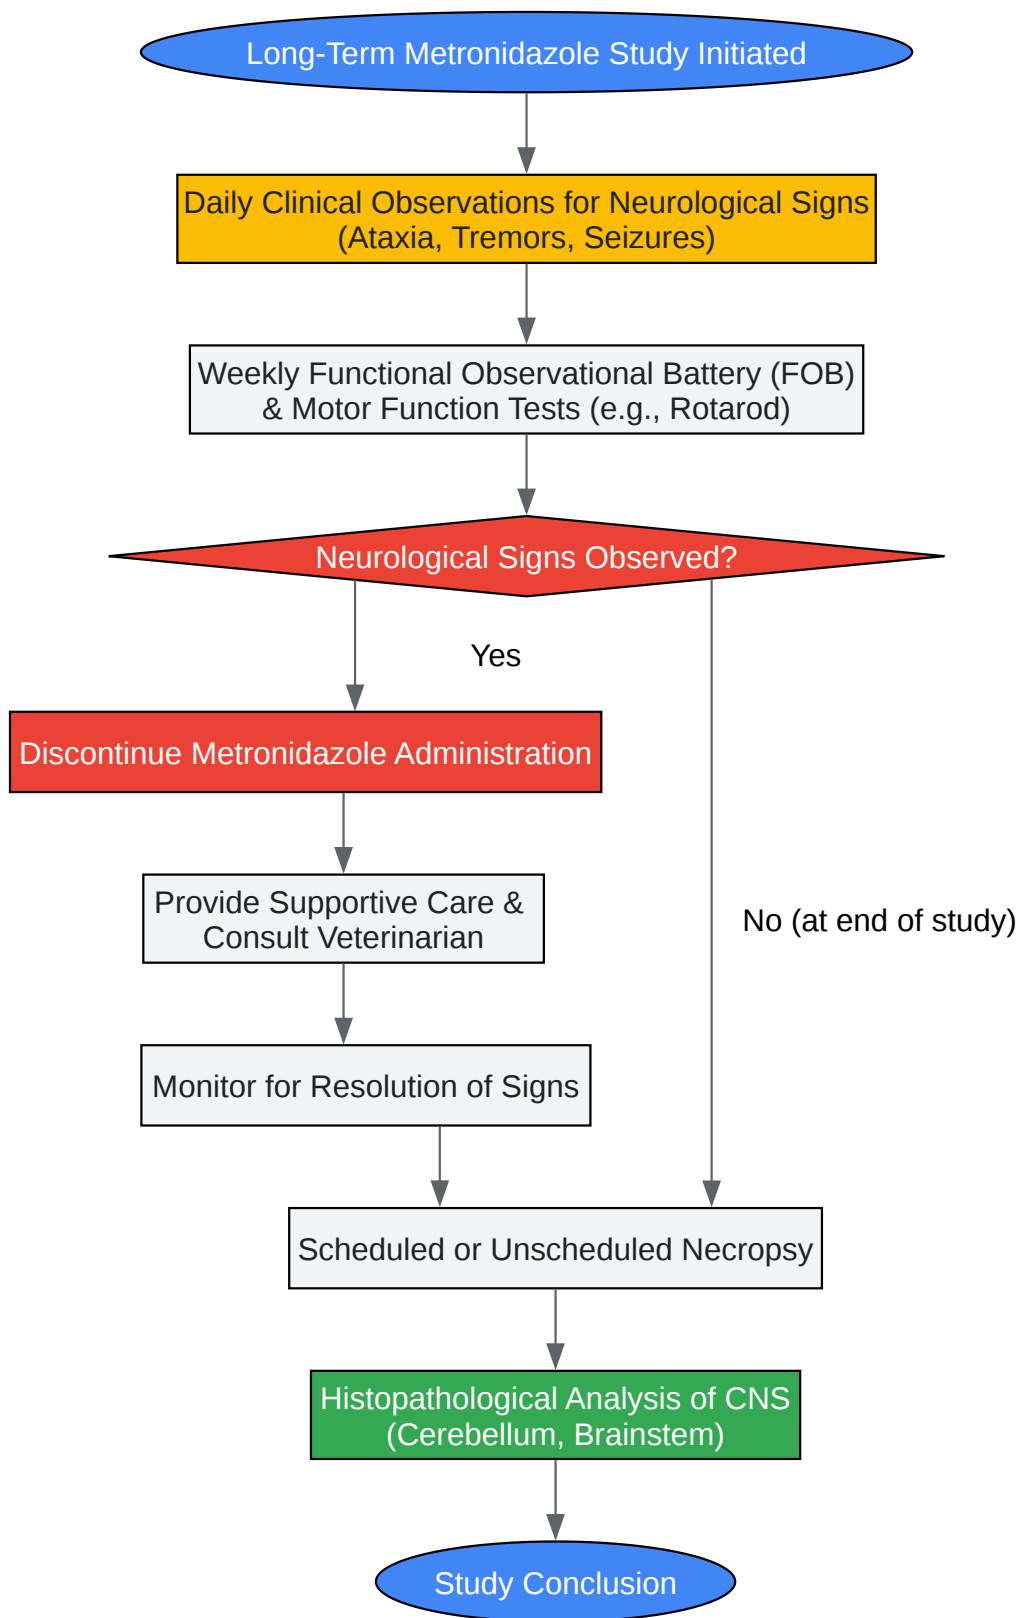 Long-Term Metronidazole Study Initiated
Daily Clinical Observations for Neurological Signs
(Ataxia, Tremors, Seizures)
Weekly Functional Observational Battery (FOB)
& Motor Function Tests (e.g., Rotarod)
Neurological Signs Observed?
Yes
Discontinue Metronidazole Administration
Provide Supportive Care &
Consult Veterinarian
No (at end of study)
Monitor for Resolution of Signs
Scheduled or Unscheduled Necropsy
Histopathological Analysis of CNS
(Cerebellum, Brainstem)
Study Conclusion